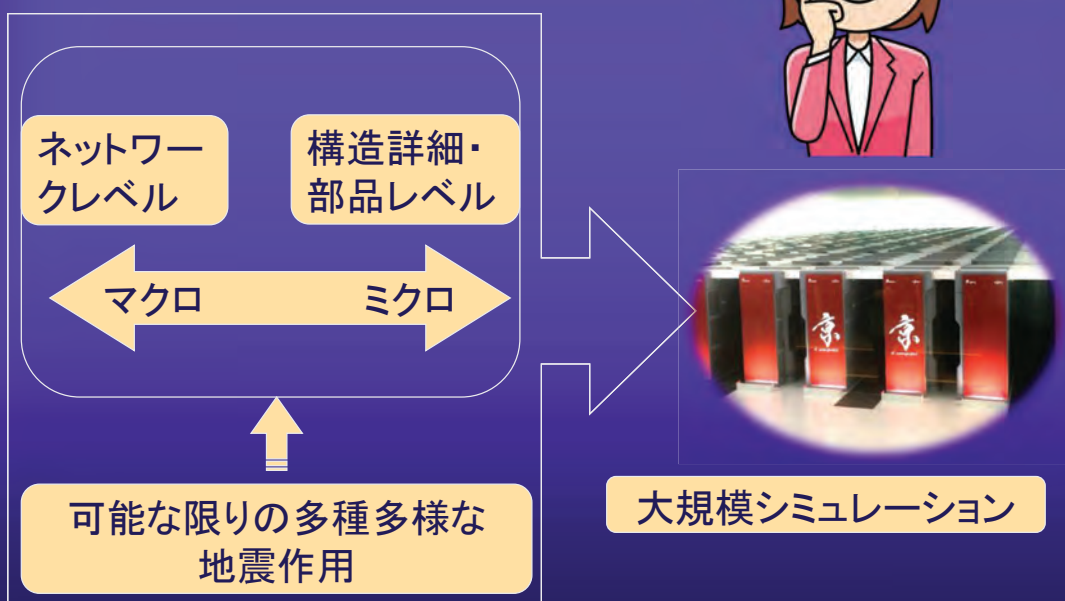 ネットワー
クレベル
構造詳細・
部品レベル
マクロ
ミクロ
京
京
可能な限りの多種多様な
地震作用
大規模シミュレーション